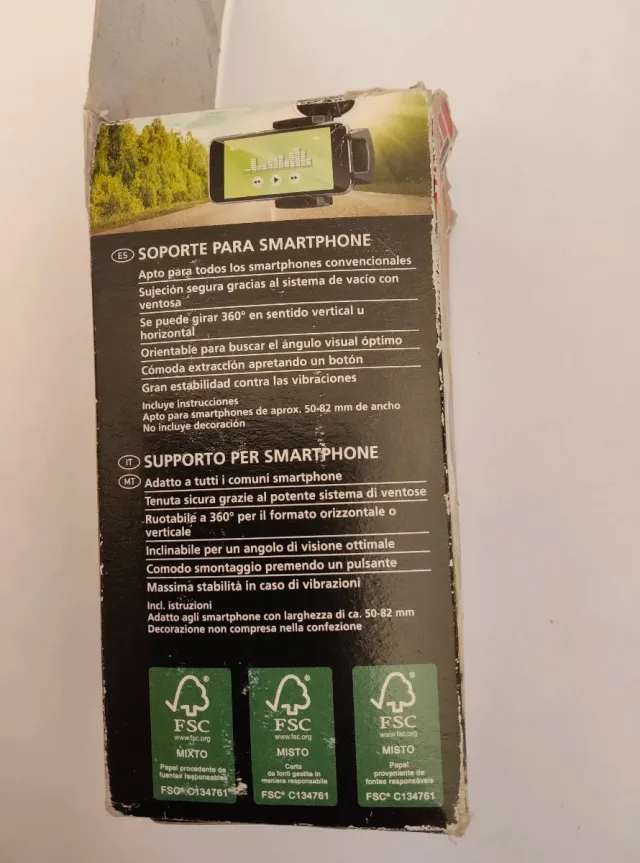 ES SOPORTE PARA SMARTPHONE
Apto para todos los smartphones convencionales
Sujeción segura gracias al sistema de vacío con
ventosa
Se puede girar 360° en sentido vertical u
horizontal
Orientable para buscar el ángulo visual óptimo
Cómoda extracción apretando un botón
Gran estabilidad contra las vibraciones
Incluye instrucciones
Apto para smartphones de aprox. 50-82 mm de ancho
No incluye decoración
IT SUPPORTO PER SMARTPHONE
MT Adatto a tutti i comuni smartphone
Tenuta sicura grazie al potente sistema di ventose
Ruotabile a 360° per il formato orizzontale o
verticale
Inclinabile per un angolo di visione ottimale
Comodo smontaggio premendo un pulsante
Massima stabilità in caso di vibrazioni
Incl. istruzioni
Adatto agli smartphone con larghezza di ca. 50-82 mm
Decorazione non compresa nella confezione
FSC
www.fsc.org
MIXTO
Papel procedente de
fuentes responsables
FSC® C134761
FSC
www.fsc.org
MISTO
Carta
da fonti gestita in
maniera responsabile
FSC® C134761
FSC
www.fsc.org
MISTO
Papel
proveniente de
fontes responsáveis
FSC® C134761